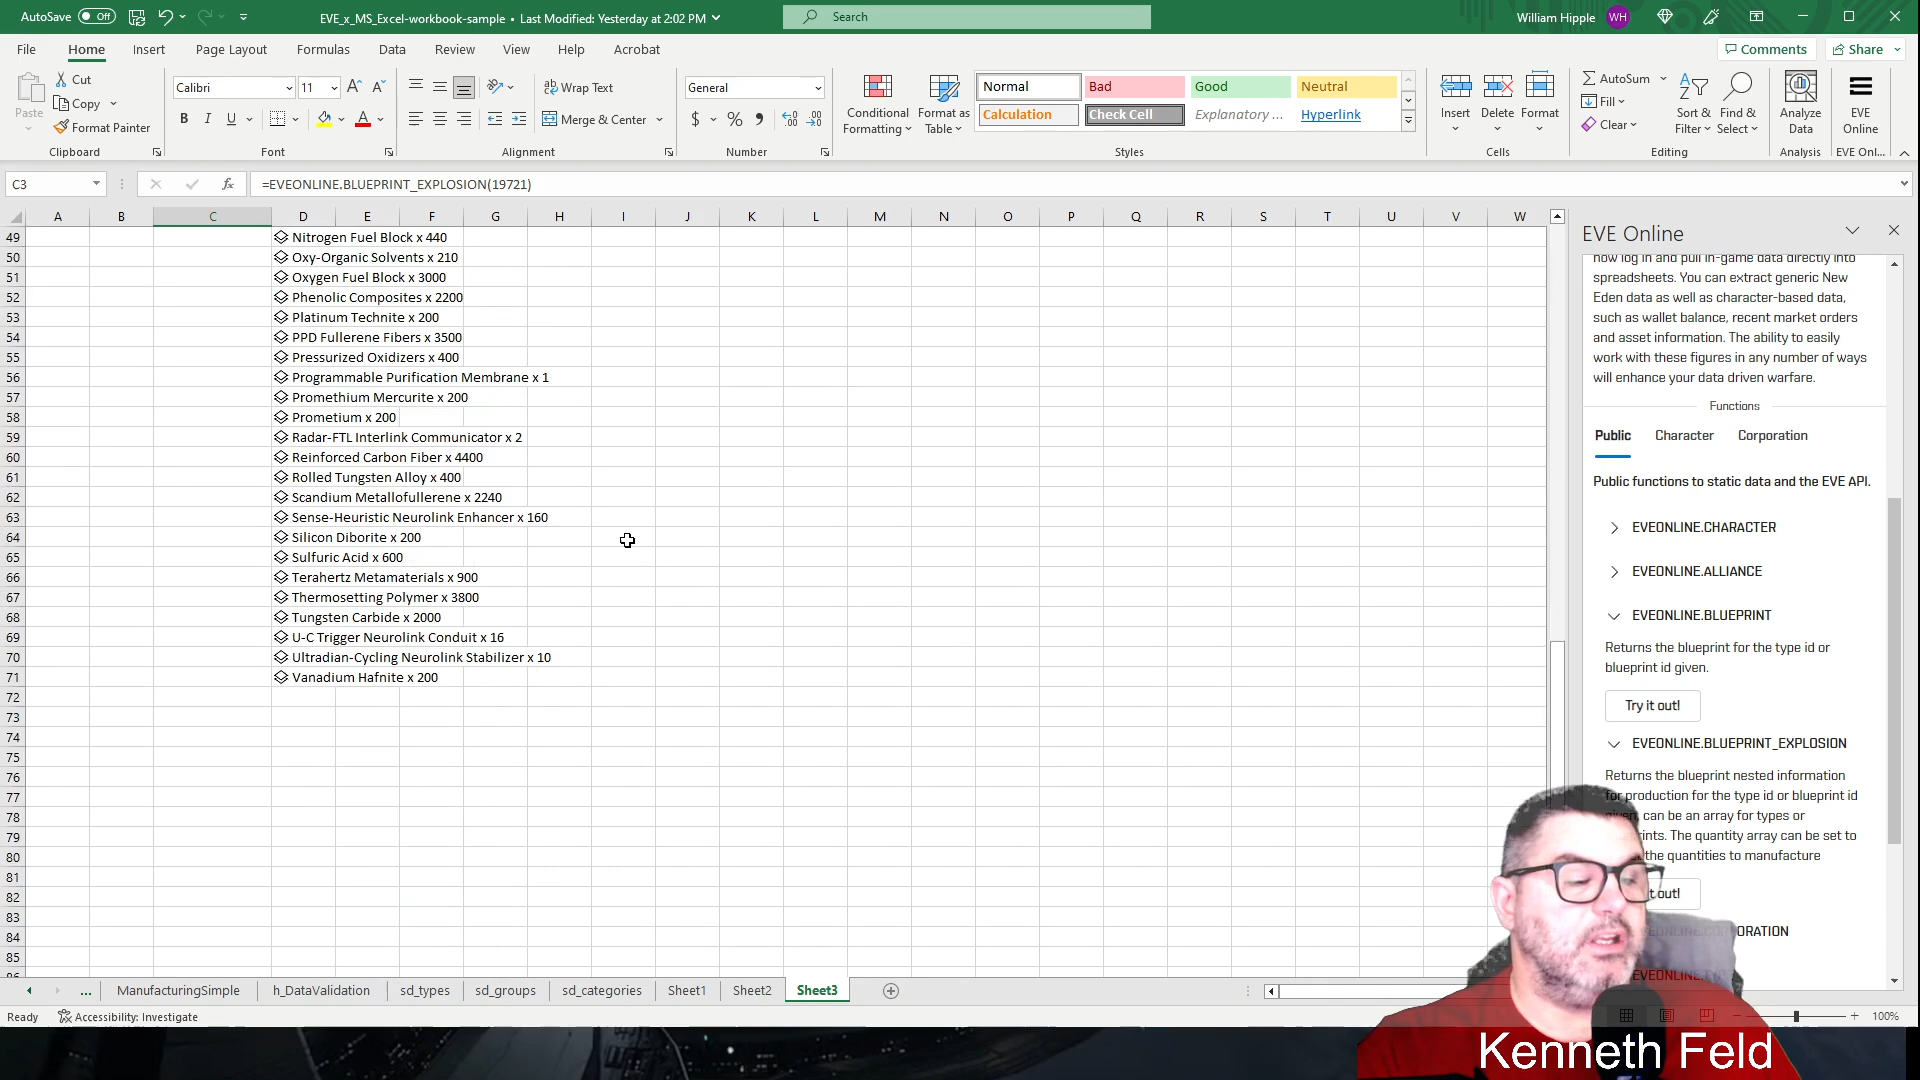 AutoSave Off EVE_x_MS_Excel-workbook-sample • Last Modified: Yesterday at 2:02 PM Search William Hipple WH
File Home Insert Page Layout Formulas Data Review View Help Acrobat Comments Share
Paste Cut Copy Format Painter Clipboard
Calibri 11 B I U Font
Wrap Text Merge & Center Alignment
General $ % Number
Conditional Formatting Format as Table
Normal Bad Good Neutral
Calculation Check Cell Explanatory ... Hyperlink
Styles
Insert Delete Format Cells
AutoSum Fill Clear Sort & Filter Find & Select Editing
Analyze Data Analysis
EVE Online EVE Onl...
C3 fx =EVEONLINE.BLUEPRINT_EXPLOSION(19721)
A B C D E F G H I J K L M N O P Q R S T U V W
49 Nitrogen Fuel Block x 440
50 Oxy-Organic Solvents x 210
51 Oxygen Fuel Block x 3000
52 Phenolic Composites x 2200
53 Platinum Technite x 200
54 PPD Fullerene Fibers x 3500
55 Pressurized Oxidizers x 400
56 Programmable Purification Membrane x 1
57 Promethium Mercurite x 200
58 Prometium x 200
59 Radar-FTL Interlink Communicator x 2
60 Reinforced Carbon Fiber x 4400
61 Rolled Tungsten Alloy x 400
62 Scandium Metallofullerene x 2240
63 Sense-Heuristic Neurolink Enhancer x 160
64 Silicon Diborite x 200
65 Sulfuric Acid x 600
66 Terahertz Metamaterials x 900
67 Thermosetting Polymer x 3800
68 Tungsten Carbide x 2000
69 U-C Trigger Neurolink Conduit x 16
70 Ultradian-Cycling Neurolink Stabilizer x 10
71 Vanadium Hafnite x 200
72
73
74
75
76
77
78
79
80
81
82
83
84
85
86
EVE Online
now log in and pull in-game data directly into
spreadsheets. You can extract generic New
Eden data as well as character-based data,
such as wallet balance, recent market orders
and asset information. The ability to easily
work with these figures in any number of ways
will enhance your data driven warfare.
Functions
Public Character Corporation
Public functions to static data and the EVE API.
EVEONLINE.CHARACTER
EVEONLINE.ALLIANCE
EVEONLINE.BLUEPRINT
Returns the blueprint for the type id or
blueprint id given.
Try it out!
EVEONLINE.BLUEPRINT_EXPLOSION
Returns the blueprint nested information
for production for the type id or blueprint id
given, can be an array for types or
The quantity array can be set to
the quantities to manufacture
out!
... ManufacturingSimple h_DataValidation sd_types sd_groups sd_categories Sheet1 Sheet2 Sheet3
Ready Accessibility: Investigate 100%
Kenneth Feld